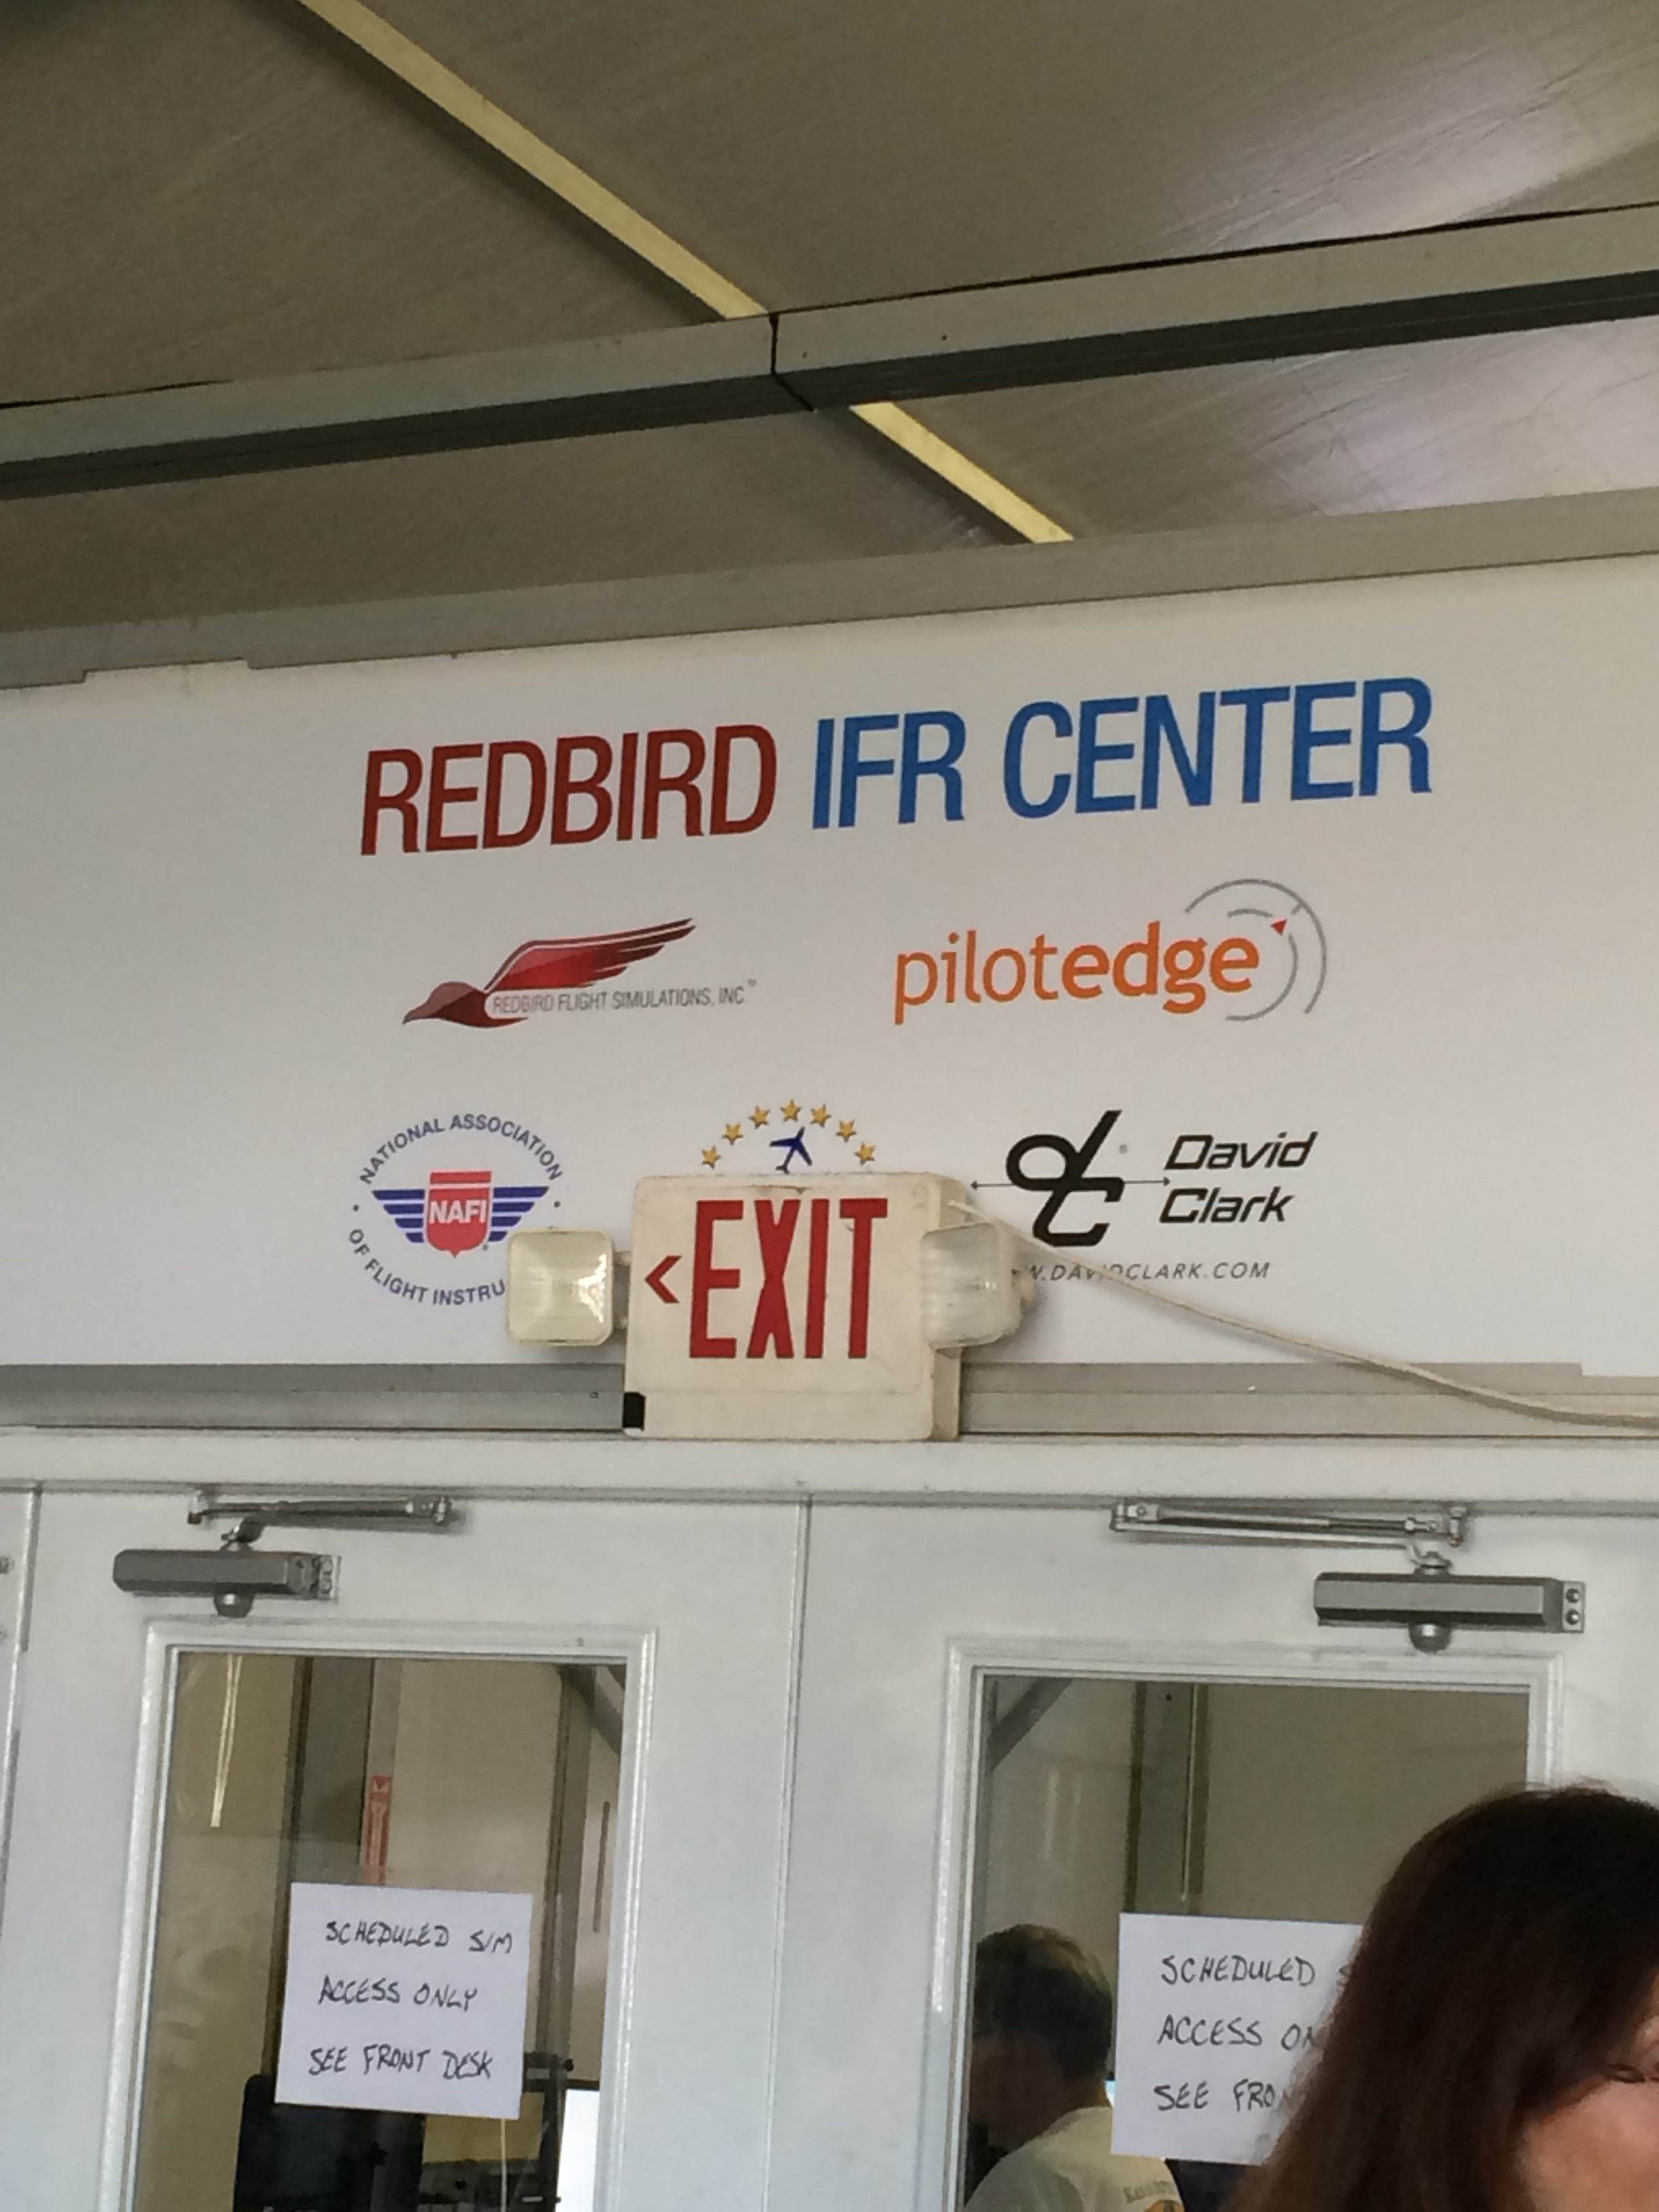 REDBIRD IFR CENTER
REDBIRD FLIGHT SIMULATIONS, INC.™
pilotedge
NATIONAL ASSOCIATION
NAFI
OF FLIGHT INSTRU
David
Clark
W.DAVIDCLARK.COM
<EXIT
SCHEDULED SIM
ACCESS ONLY
SEE FRONT DESK
SCHEDULED
ACCESS
SEE